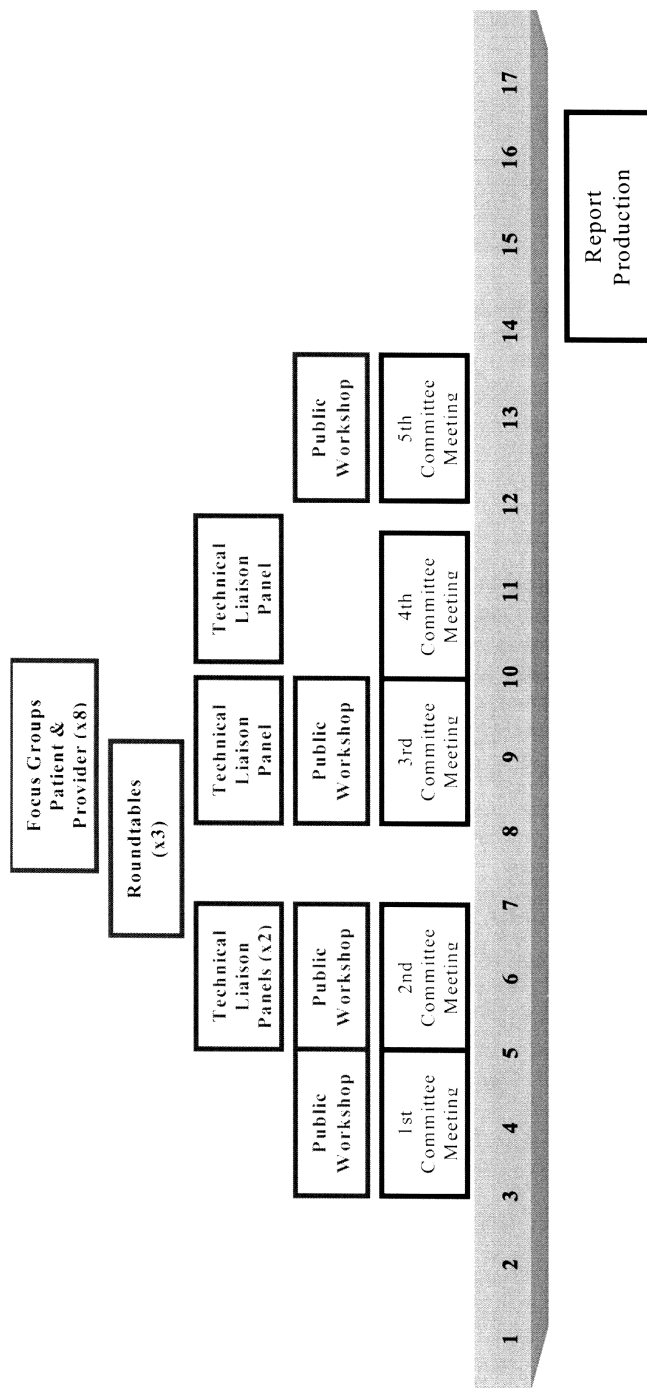 Focus Groups
Patient &
Provider (x8)
Roundtables
(x3)
Technical
Liaison
Panels (x2)
Technical
Liaison
Panel
Technical
Liaison
Panel
Public
Workshop
Public
Workshop
Public
Workshop
Public
Workshop
1st
Committee
Meeting
2nd
Committee
Meeting
3rd
Committee
Meeting
4th
Committee
Meeting
5th
Committee
Meeting
1 2 3 4 5 6 7 8 9 10 11 12 13 14 15 16 17
Report
Production